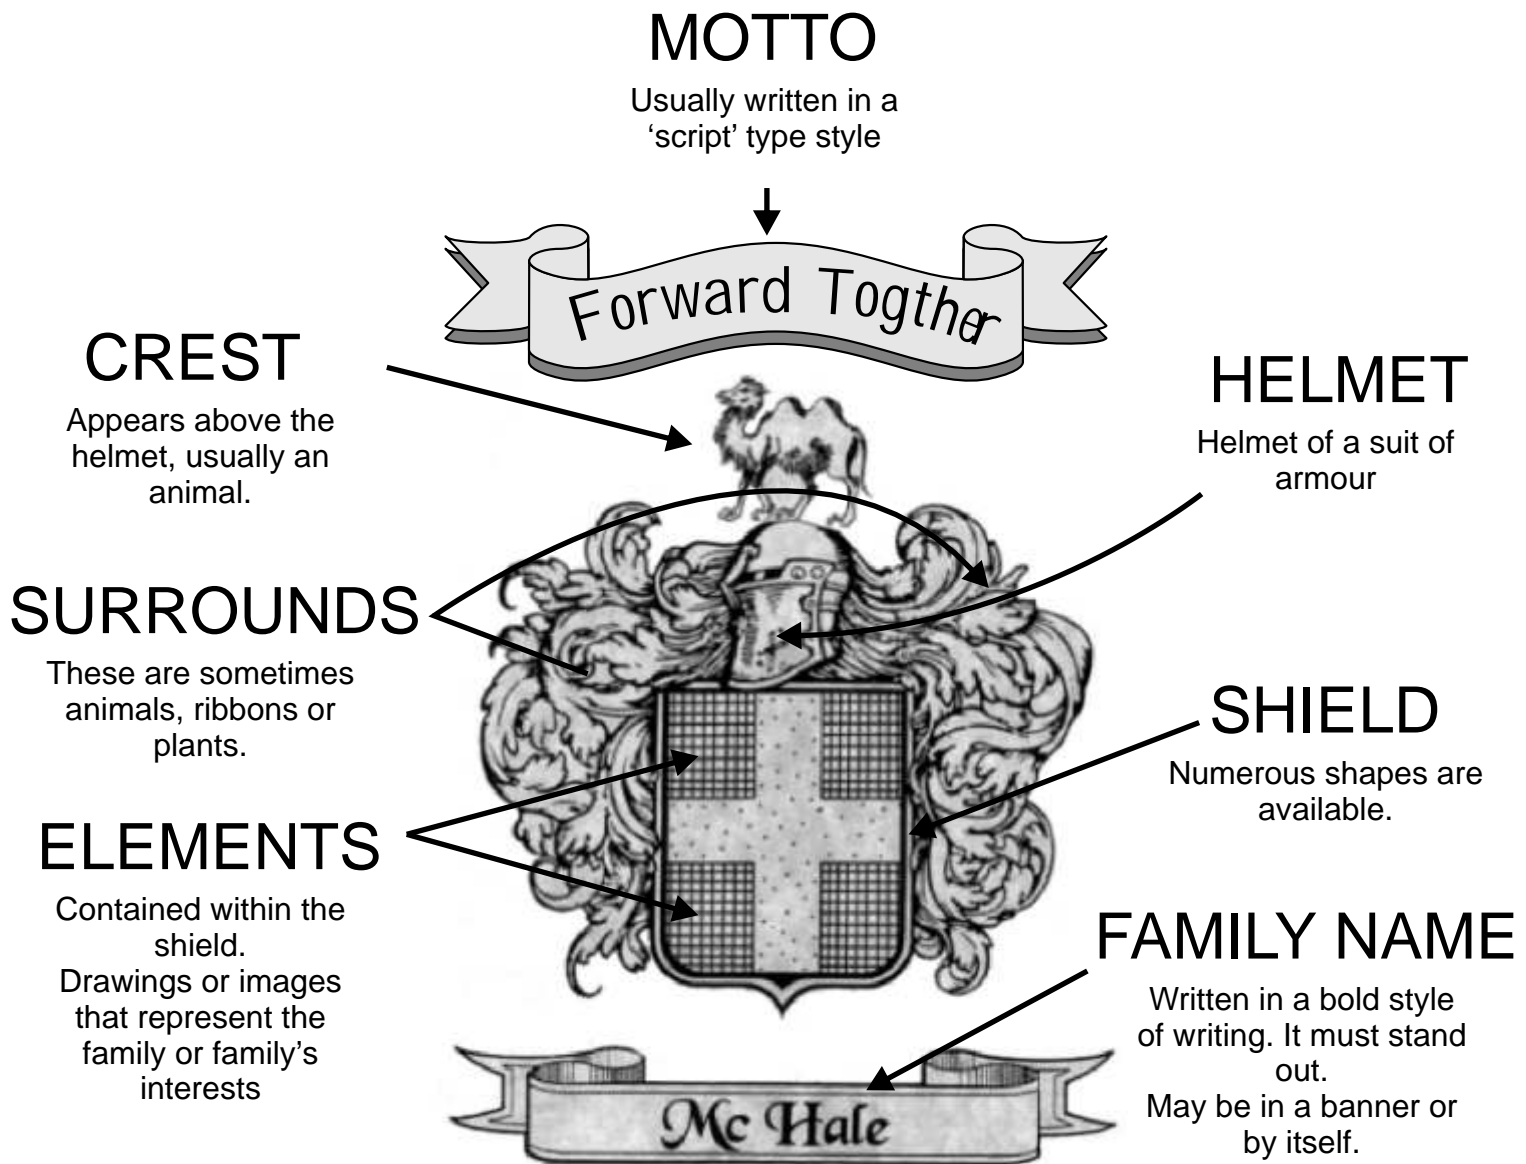 MOTTO
Usually written in a
‘script’ type style
Forward Togther
CREST
Appears above the
helmet, usually an
animal.
HELMET
Helmet of a suit of
armour
SURROUNDS
These are sometimes
animals, ribbons or
plants.
SHIELD
Numerous shapes are
available.
ELEMENTS
Contained within the
shield.
Drawings or images
that represent the
family or family’s
interests
FAMILY NAME
Written in a bold style
of writing. It must stand
out.
May be in a banner or
by itself.
Mc Hale